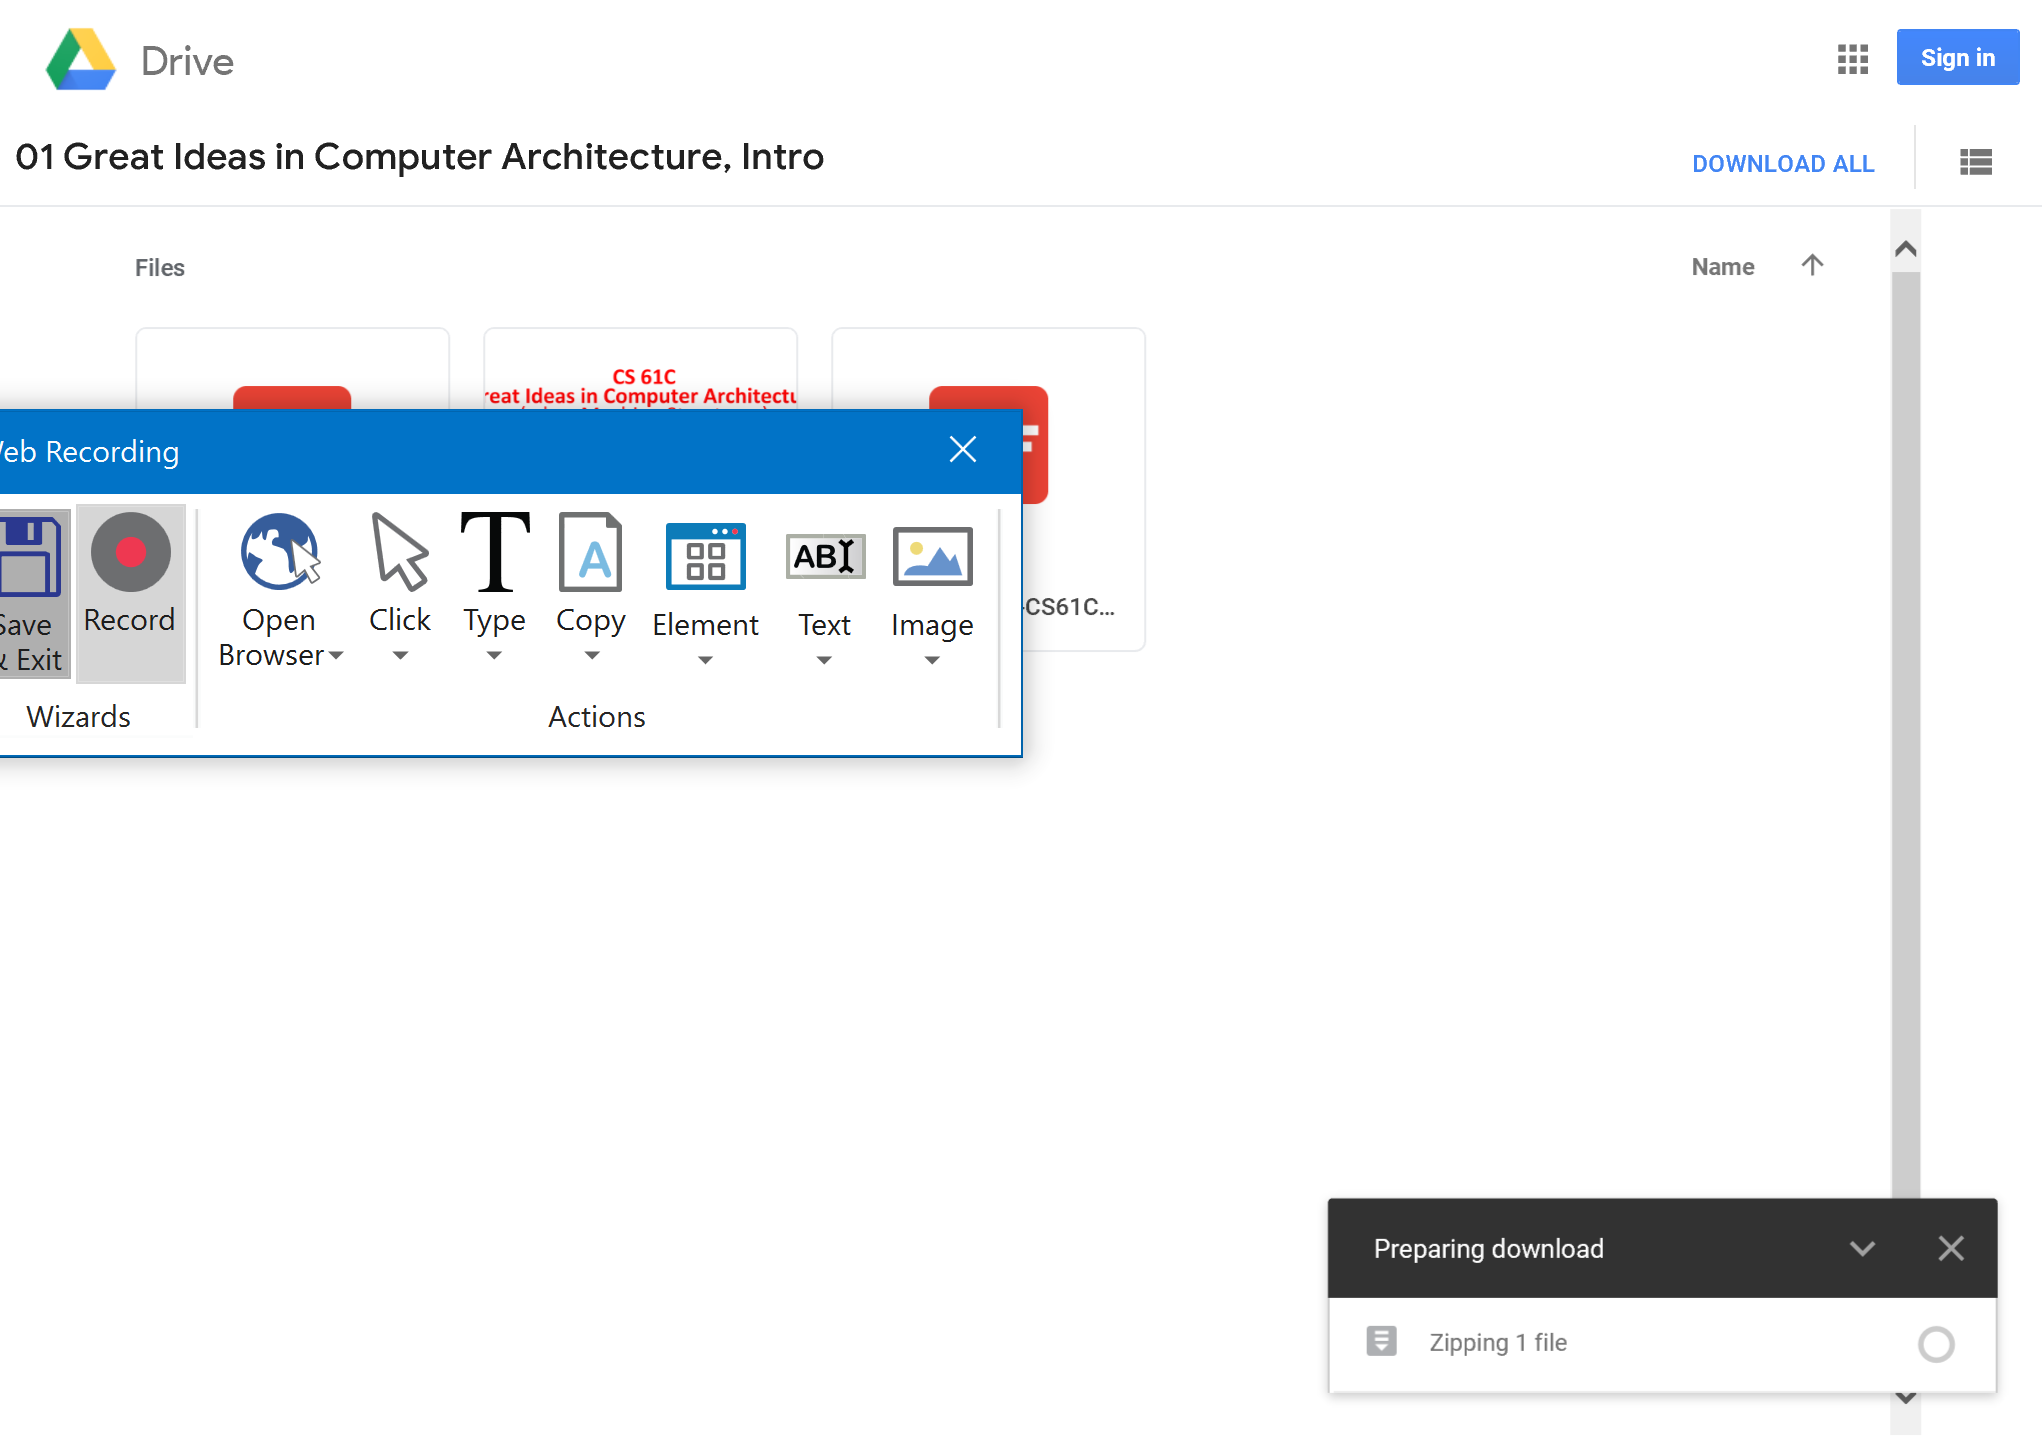 Drive
Sign in
01 Great Ideas in Computer Architecture, Intro
DOWNLOAD ALL
Files
Name
CS 61C
reat Ideas in Computer Architectu
Web Recording
Save
& Exit
Record
Open
Browser
Click
Type
Copy
Element
ABI
Text
Image
Wizards
Actions
-CS61C...
Preparing download
Zipping 1 file